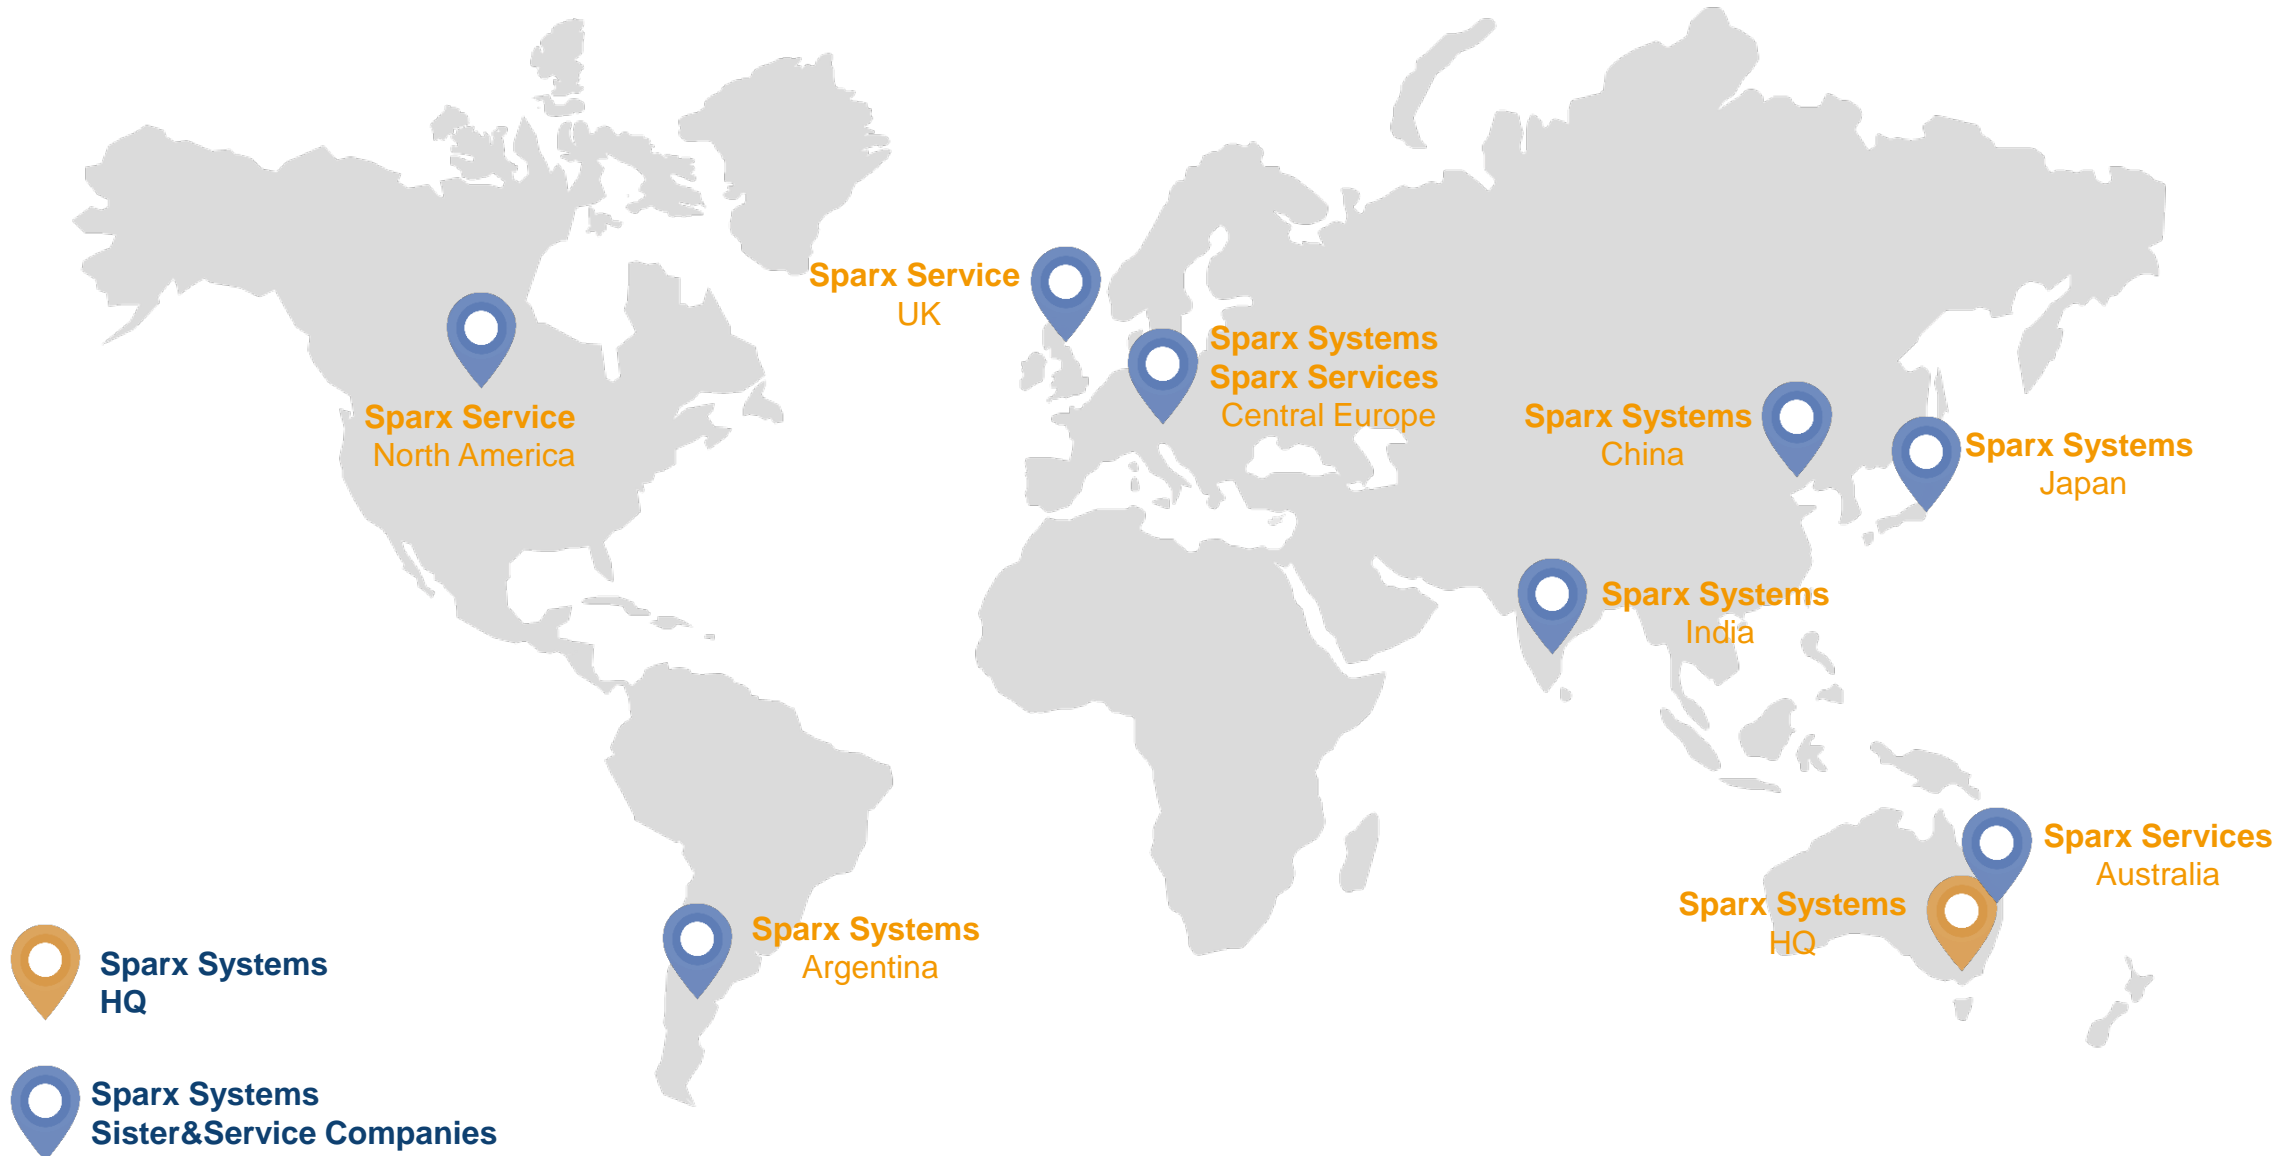 Sparx Service
UK
Sparx Systems
Sparx Services
Central Europe
Sparx Service
North America
Sparx Systems
China
Sparx Systems
Japan
Sparx Systems
India
Sparx Services
Australia
Sparx Systems
HQ
Sparx Systems
Argentina
Sparx Systems
HQ
Sparx Systems
Sister&Service Companies